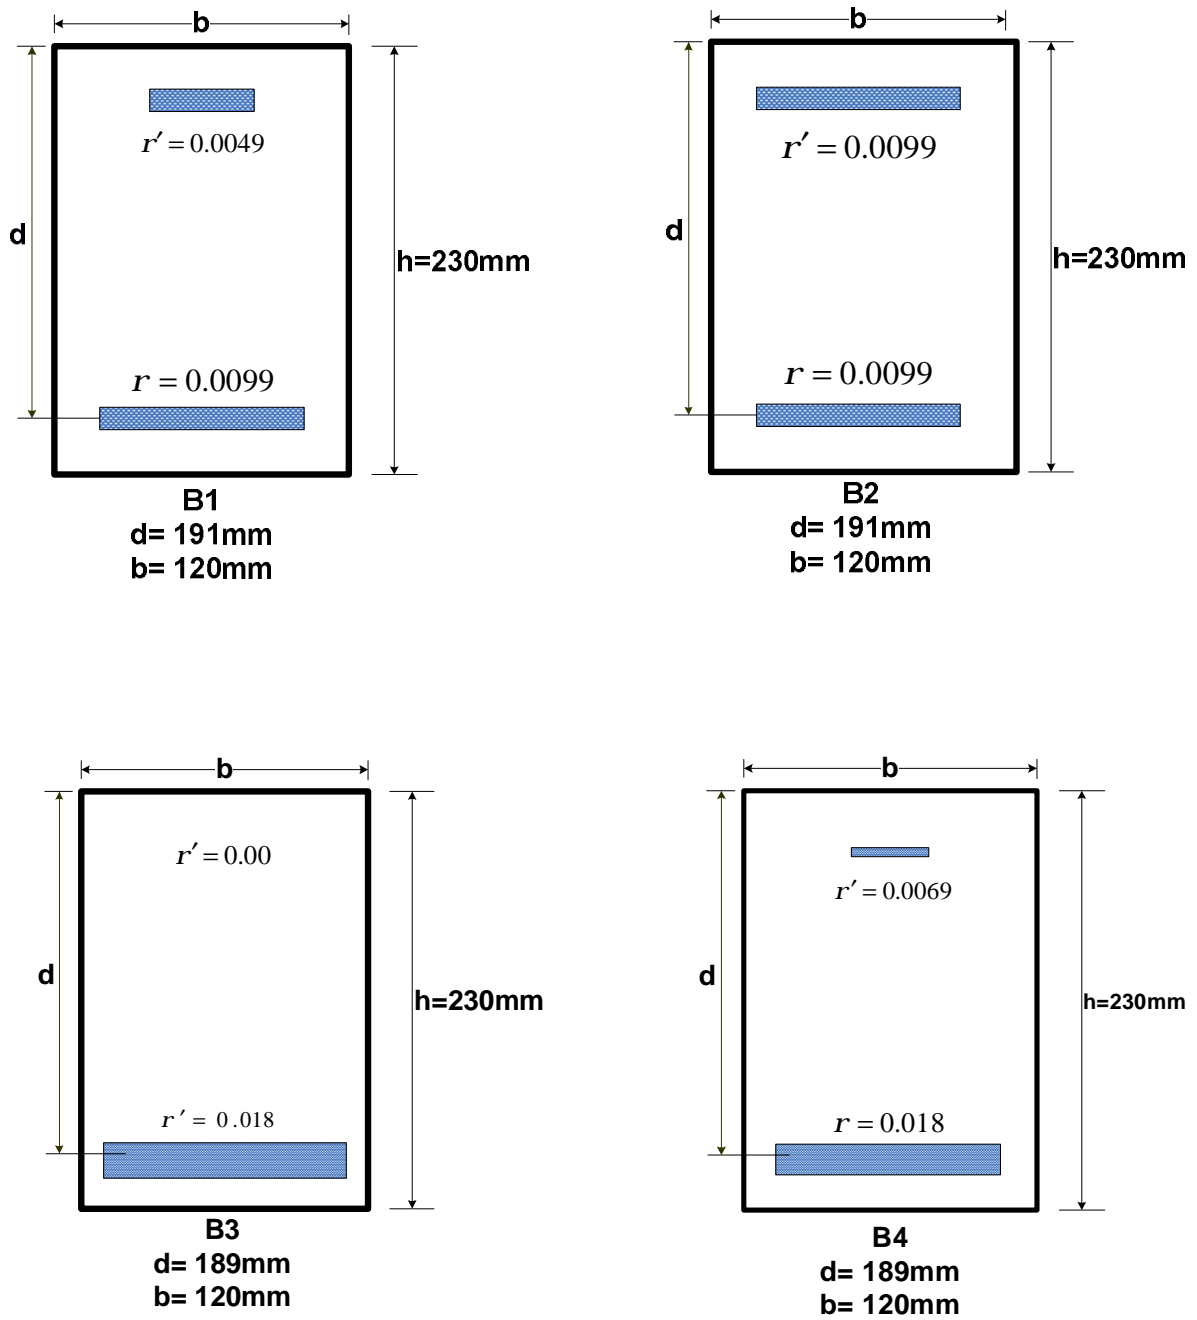 b
d
r′ = 0.0049
h=230mm
r = 0.0099
B1
d= 191mm
b= 120mm
b
d
r′ = 0.0099
h=230mm
r = 0.0099
B2
d= 191mm
b= 120mm
b
d
r′ = 0.00
h=230mm
r ′ = 0.018
B3
d= 189mm
b= 120mm
b
d
r′ = 0.0069
h=230mm
r = 0.018
B4
d= 189mm
b= 120mm